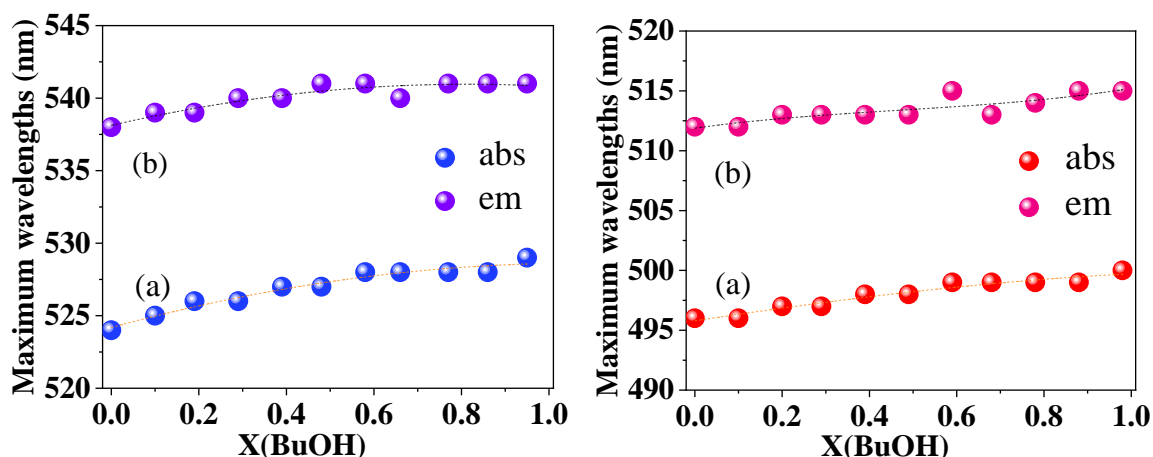 Maximum wavelengths (nm)
545
540
535
530
525
520
(b)
abs
em
(a)
0.0 0.2 0.4 0.6 0.8 1.0
X(BuOH)
Maximum wavelengths (nm)
520
515
510
505
500
495
490
(b)
abs
em
(a)
0.0 0.2 0.4 0.6 0.8 1.0
X(BuOH)